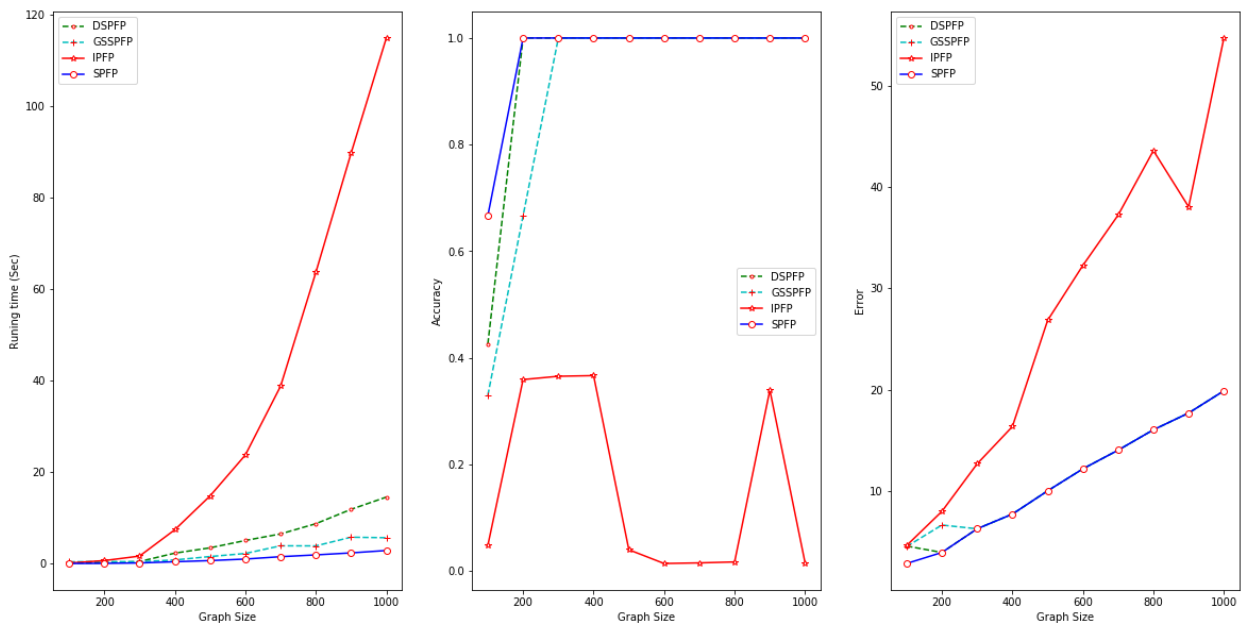 120
100
80
60
40
20
0
Runing time (Sec)
200
400
600
800
1000
Graph Size
DSPFP
GSSPFP
IPFP
SPFP
1.0
0.8
0.6
0.4
0.2
0.0
Accuracy
200
400
600
800
1000
Graph Size
DSPFP
GSSPFP
IPFP
SPFP
50
40
30
20
10
Error
200
400
600
800
1000
Graph Size
DSPFP
GSSPFP
IPFP
SPFP